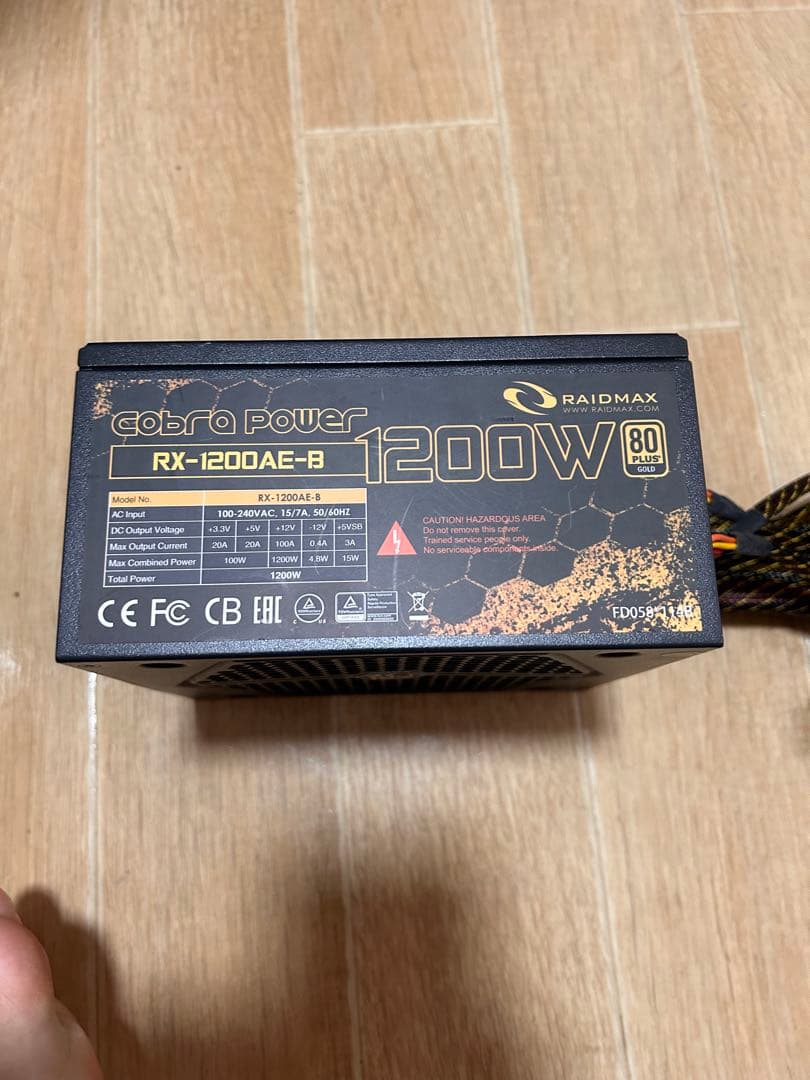 RAIDMAX
WWW.RAIDMAX.COM
cobra power
1200W
80
PLUS
GOLD
RX-1200AE-B
Model No. RX-1200AE-B
AC Input 100-240VAC, 15/7A, 50/60HZ
DC Output Voltage +3.3V +5V +12V -12V +5VSB
Max Output Current 20A 20A 100A 0.4A 3A
Max Combined Power 100W 1200W 4.8W 15W
Total Power 1200W
CAUTION! HAZARDOUS AREA
Do not remove this cover.
Trained service people only.
No serviceable components inside.
CE FC CB EAC
FD058-114B